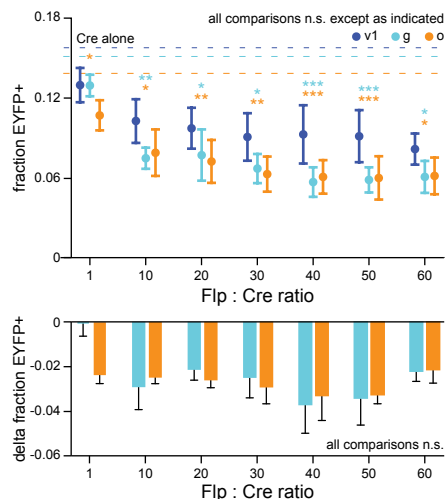 all comparisons n.s. except as indicated
Cre alone
v1 g o
* ** * * * *** *** *
* ** ** *** *** *
0.12
0.06
0
fraction EYFP+
1 10 20 30 40 50 60
Flp : Cre ratio
0
-0.02
-0.04
-0.06
delta fraction EYFP+
all comparisons n.s.
1 10 20 30 40 50 60
Flp : Cre ratio